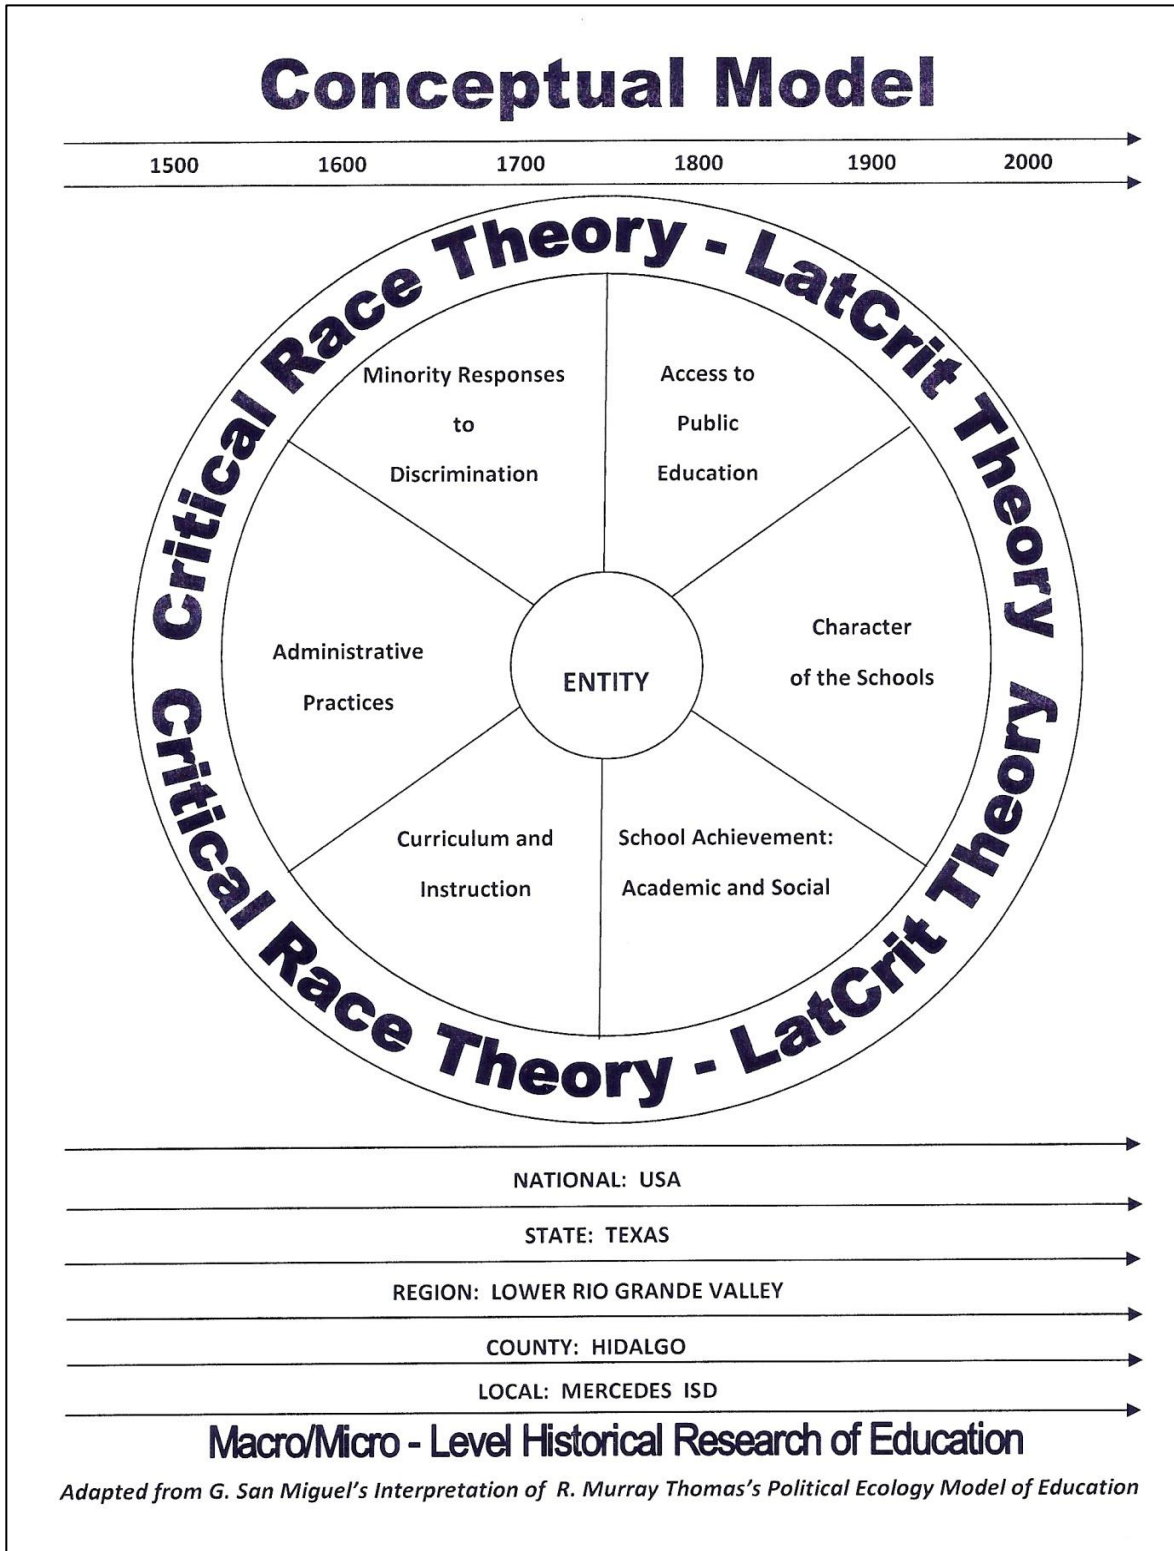 Conceptual Model
1500 1600 1700 1800 1900 2000
Critical Race Theory - LatCrit Theory
Minority Responses
to
Discrimination
Access to
Public
Education
Administrative
Practices
ENTITY
Character
of the Schools
Curriculum and
Instruction
School Achievement:
Academic and Social
Critical Race Theory - LatCrit Theory
NATIONAL: USA
STATE: TEXAS
REGION: LOWER RIO GRANDE VALLEY
COUNTY: HIDALGO
LOCAL: MERCEDES ISD
Macro/Micro - Level Historical Research of Education
Adapted from G. San Miguel's Interpretation of R. Murray Thomas's Political Ecology Model of Education